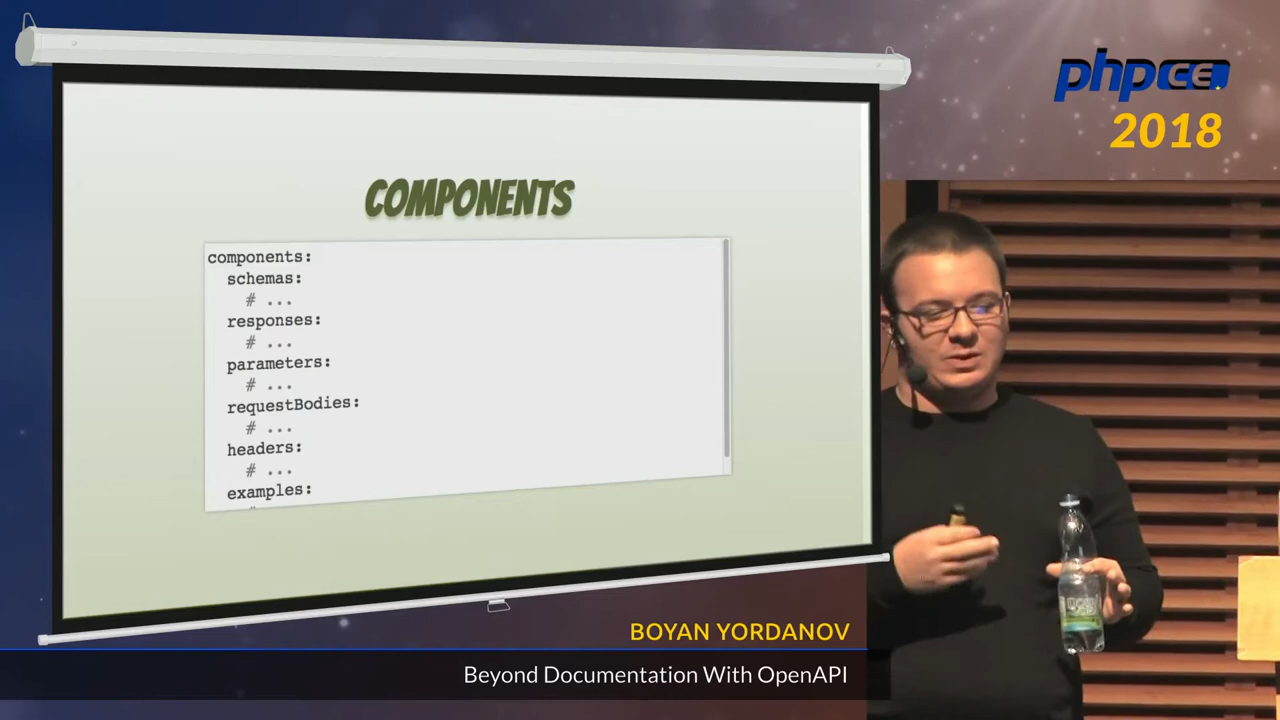 COMPONENTS
components:
schemas:
# ...
responses:
# ...
parameters:
# ...
requestBodies:
# ...
headers:
# ...
examples:
phpce
2018
BOYAN YORDANOV
Beyond Documentation With OpenAPI